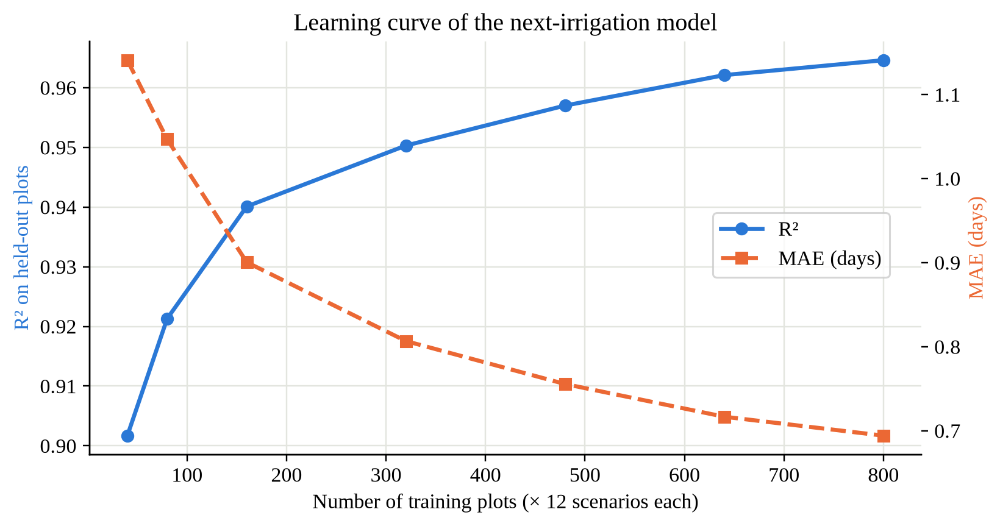 Learning curve of the next-irrigation model
R² on held-out plots
0.96
0.95
0.94
0.93
0.92
0.91
0.90
1.1
1.0
0.9
0.8
0.7
MAE (days)
R²
MAE (days)
100 200 300 400 500 600 700 800
Number of training plots (× 12 scenarios each)